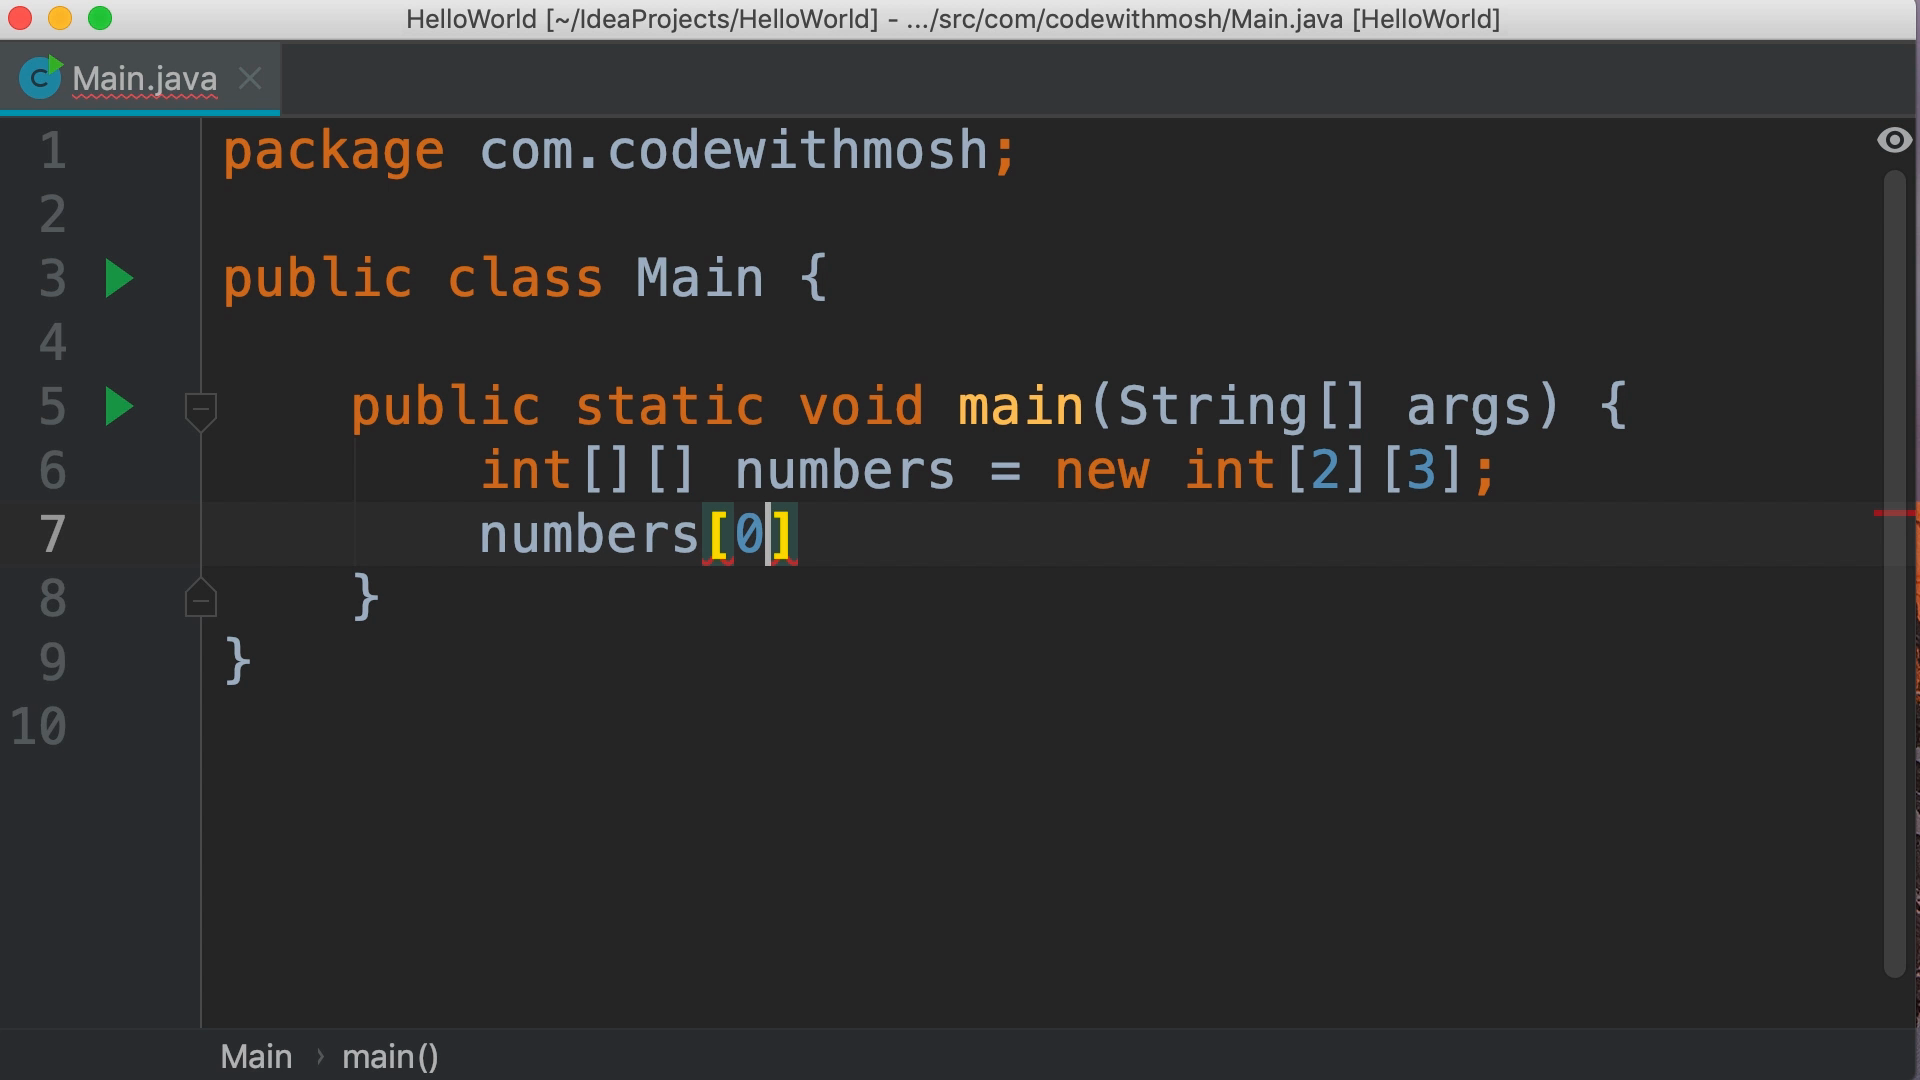 HelloWorld [~/IdeaProjects/HelloWorld] - .../src/com/codewithmosh/Main.java [HelloWorld]
C Main.java
1 package com.codewithmosh;
2
3 public class Main {
4
5 public static void main(String[] args) {
6 int[][] numbers = new int[2][3];
7 numbers[0]
8 }
9 }
10
Main › main()